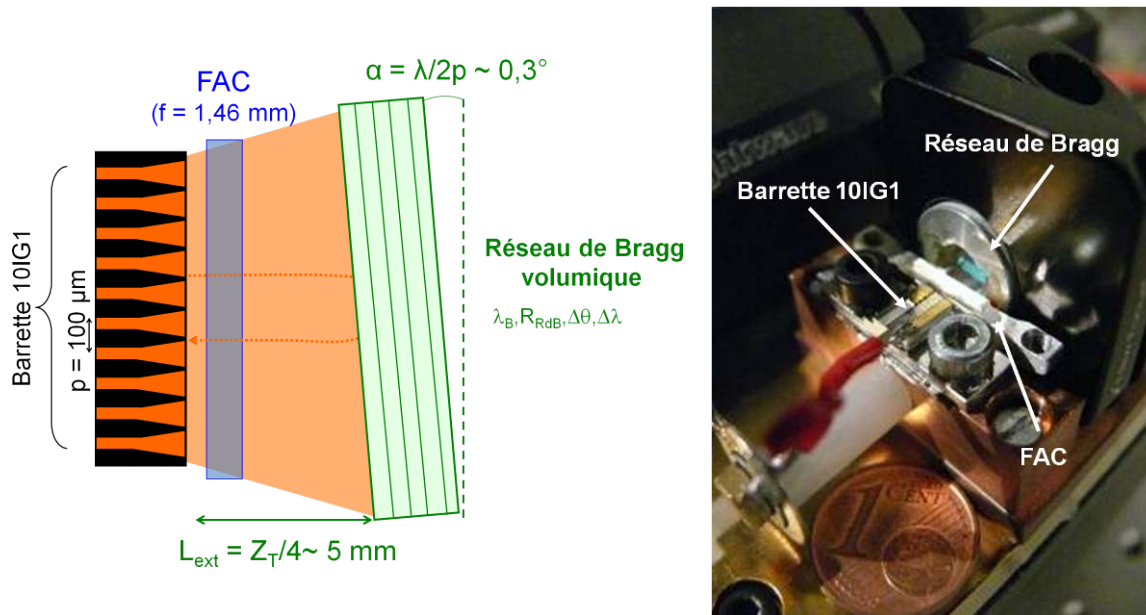 α = λ/2p ~ 0,3°
FAC
(f = 1,46 mm)
Barrette 10IG1
p = 100 µm
Réseau de Bragg
volumique
λB,RRdB,Δθ,Δλ
Lext = ZT/4~ 5 mm
Réseau de Bragg
Barrette 10IG1
FAC
1
CENT